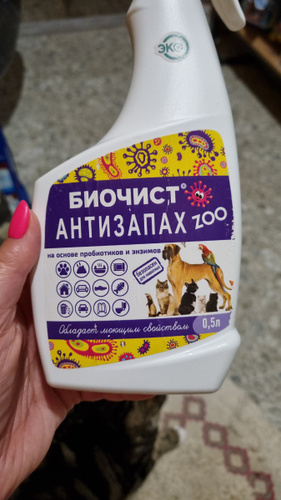 ЭКО
БИОЧИСТ
АНТИЗАПАХ ZOO
на основе пробиотиков и энзимов
Обладает моющим свойством
0,5л